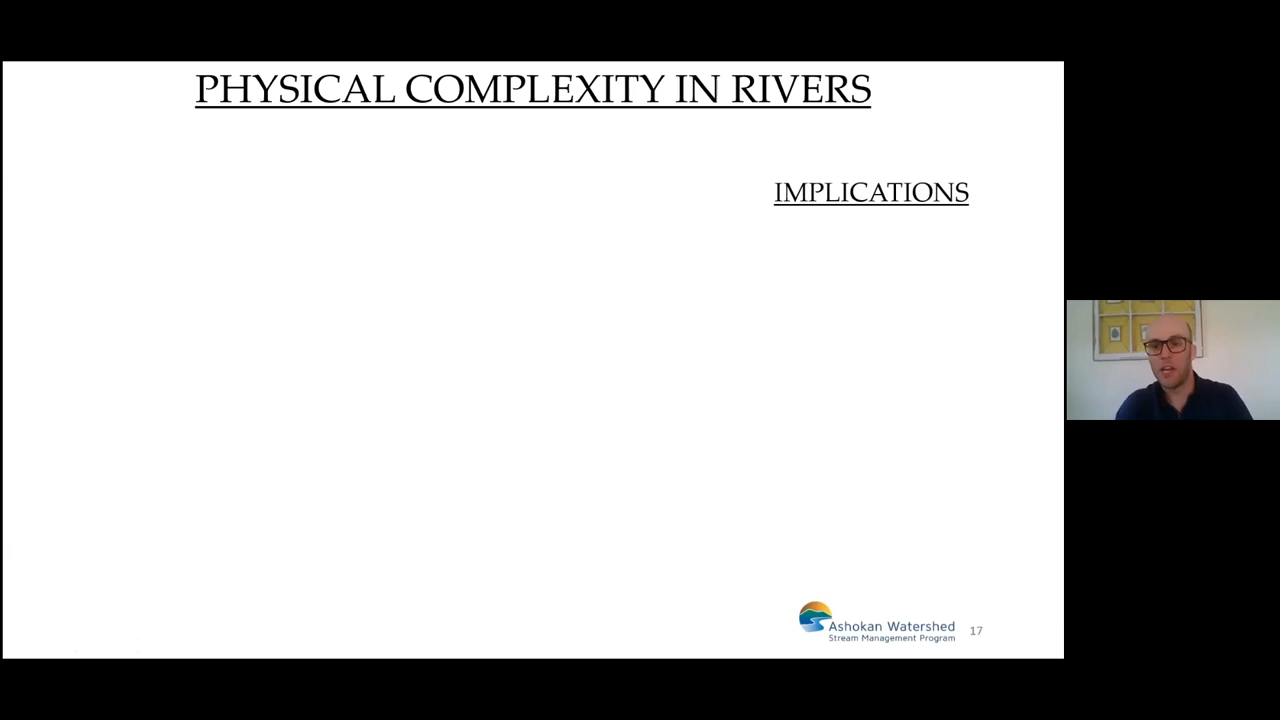 PHYSICAL COMPLEXITY IN RIVERS
IMPLICATIONS
Ashokan Watershed
Stream Management Program
17